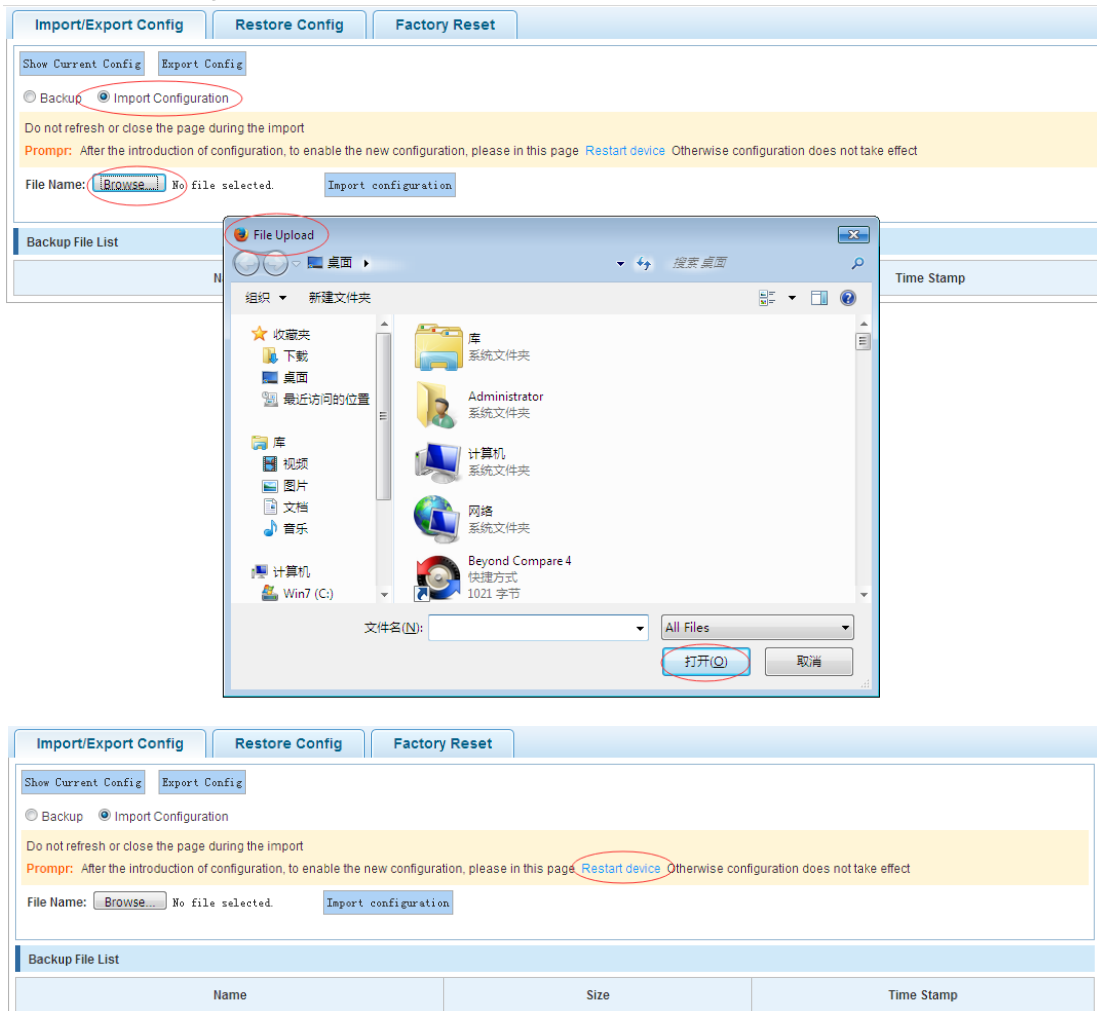 Import/Export Config Restore Config Factory Reset
Show Current Config Export Config
Backup Import Configuration
Do not refresh or close the page during the import
Prompr: After the introduction of configuration, to enable the new configuration, please in this page Restart device Otherwise configuration does not take effect
File Name: Browse... No file selected. Import configuration
Backup File List
N
Time Stamp
File Upload
桌面
搜索 桌面
组织 新建文件夹
收藏夹
下载
桌面
最近访问的位置
库
视频
图片
文档
音乐
计算机
Win7 (C:)
库
系统文件夹
Administrator
系统文件夹
计算机
系统文件夹
网络
系统文件夹
Beyond Compare 4
快捷方式
1021 字节
文件名(N): All Files
打开(O) 取消
Import/Export Config Restore Config Factory Reset
Show Current Config Export Config
Backup Import Configuration
Do not refresh or close the page during the import
Prompr: After the introduction of configuration, to enable the new configuration, please in this page Restart device Otherwise configuration does not take effect
File Name: Browse... No file selected. Import configuration
Backup File List
Name Size Time Stamp